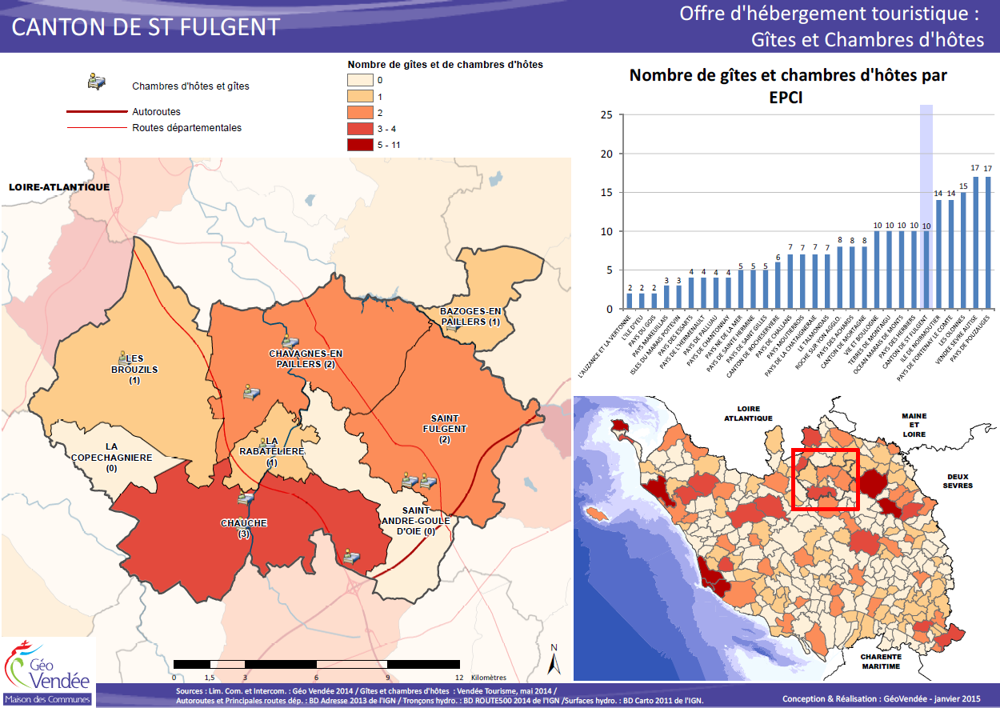 CANTON DE ST FULGENT
Offre d'hébergement touristique :
Gîtes et Chambres d'hôtes
Chambres d'hôtes et gîtes
Autoroutes
Routes départementales
Nombre de gîtes et de chambres d'hôtes
0
1
2
3 - 4
5 - 11
LOIRE-ATLANTIQUE
BAZOGES-EN
PAILLERS (1)
CHAVAGNES-EN
PAILLERS (2)
LES
BROUZILS
(1)
SAINT
FULGENT
(2)
LA
COPECHAGNIERE
(0)
LA
RABATELIERE
(1)
SAINT
ANDRE-GOULE
D'OIE (0)
CHAUCHE
(3)
0 1,5 3 6 9 12 Kilomètres
N
Nombre de gîtes et chambres d'hôtes par
EPCI
25
20
15
10
5
0
2 2 2 3 3 4 4 4 4 5 5 5 6 7 7 7 7 8 8 8 10 10 10 10 10 14 14 15 17 17
L'AUZANCE ET LA VERTONNE
L'ILE D'YEU
PAYS DU GOIS
PAYS MAREUILLAIS
ISLES DU MARAIS POITEVIN
PAYS DES ESSARTS
PAYS DE L'HERMENAULT
PAYS DE PALLUAU
PAYS DE CHANTONNAY
PAYS NE DE LA MER
PAYS DE SAINTE HERMINE
PAYS DE SAINT GILLES
CANTON DE ROCHESERVIERE
PAYS DE CHALLANS
PAYS MOUTIERROIS
PAYS DE LA CHATAIGNERAIE
LE TALMONDAIS
ROCHE SUR YON AGGLO.
PAYS DES ACHARDS
CANTON DE MORTAGNE
VIE ET BOULOGNE
TERRES DE MONTAIGU
OCEAN MARAIS DE MONTS
PAYS DES HERBIERS
CANTON DE ST FULGENT
ILE DE NOIRMOUTIER
PAYS DE FONTENAY LE COMTE
LES OLONNES
VENDEE SEVRE AUTISE
PAYS DE POUZAUGES
LOIRE
ATLANTIQUE
MAINE
ET
LOIRE
DEUX
SEVRES
CHARENTE
MARITIME
Géo
Vendée
Maison des Communes
Sources : Lim. Com. et Intercom. : Géo Vendée 2014 / Gîtes et chambres d'hôtes : Vendée Tourisme, mai 2014 /
Autoroutes et Principales routes dép. : BD Adresse 2013 de l'IGN / Tronçons hydro. : BD ROUTE500 2014 de l'IGN /Surfaces hydro. : BD Carto 2011 de l'IGN.
Conception & Réalisation : GéoVendée - janvier 2015